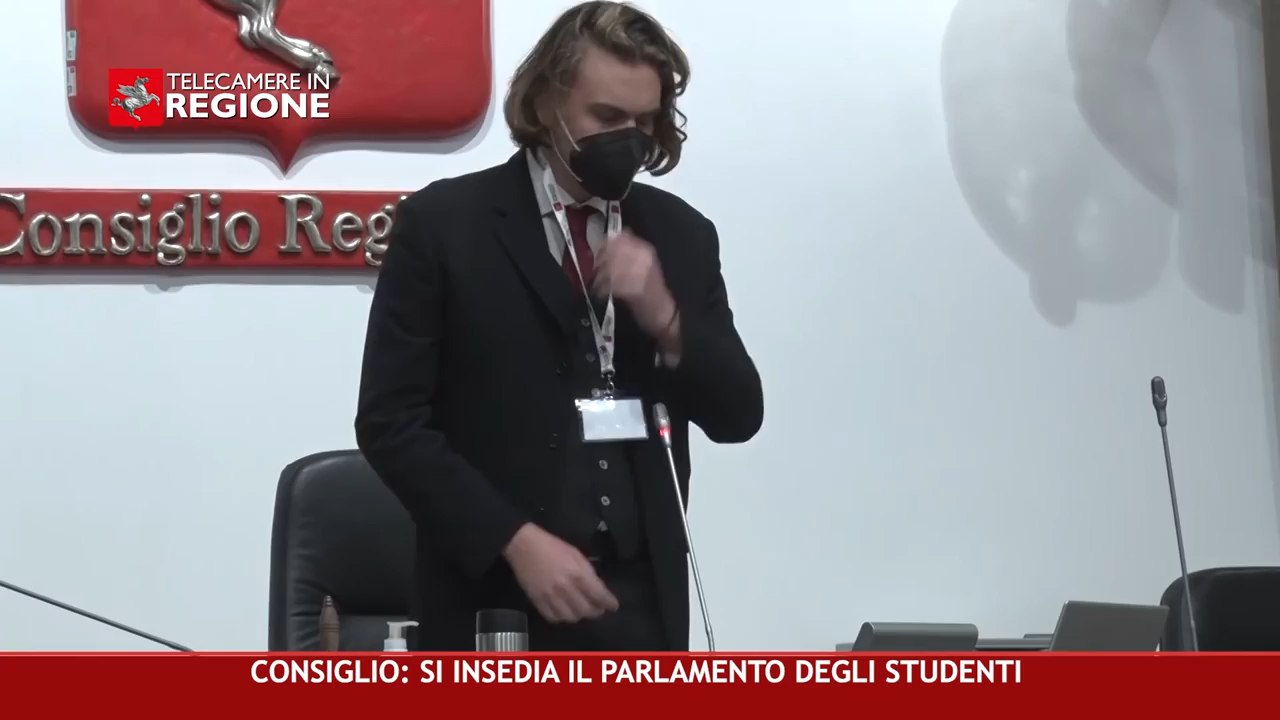 TELECAMERE IN
REGIONE
Consiglio Reg
CONSIGLIO: SI INSEDIA IL PARLAMENTO DEGLI STUDENTI